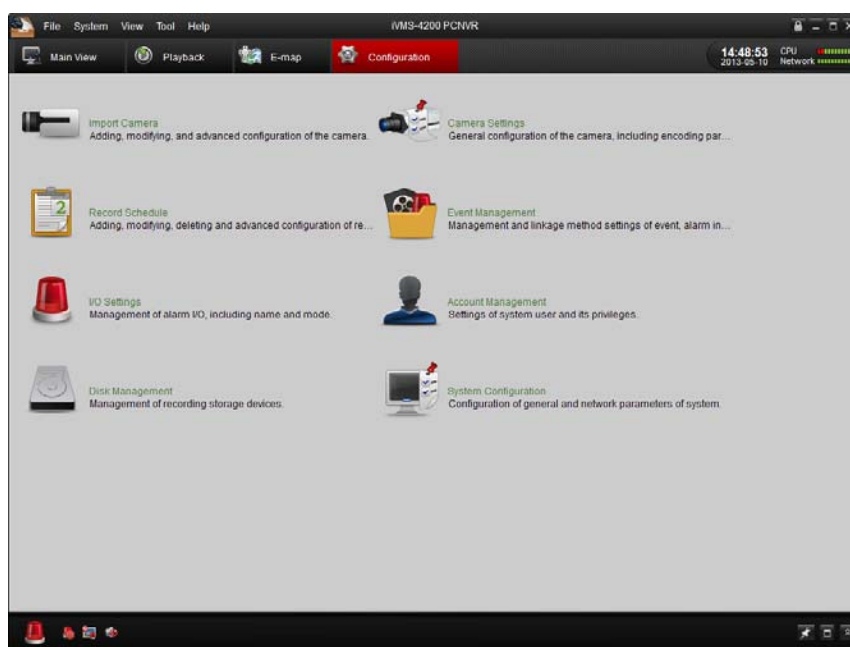 File System View Tool Help iVMS-4200 PCNVR
Main View Playback E-map Configuration 14:48:53 CPU
2013-05-10 Network
Import Camera
Adding, modifying, and advanced configuration of the camera.
Camera Settings
General configuration of the camera, including encoding par...
Record Schedule
Adding, modifying, deleting and advanced configuration of re...
Event Management
Management and linkage method settings of event, alarm in...
I/O Settings
Management of alarm I/O, including name and mode.
Account Management
Settings of system user and its privileges.
Disk Management
Management of recording storage devices.
System Configuration
Configuration of general and network parameters of system.
2